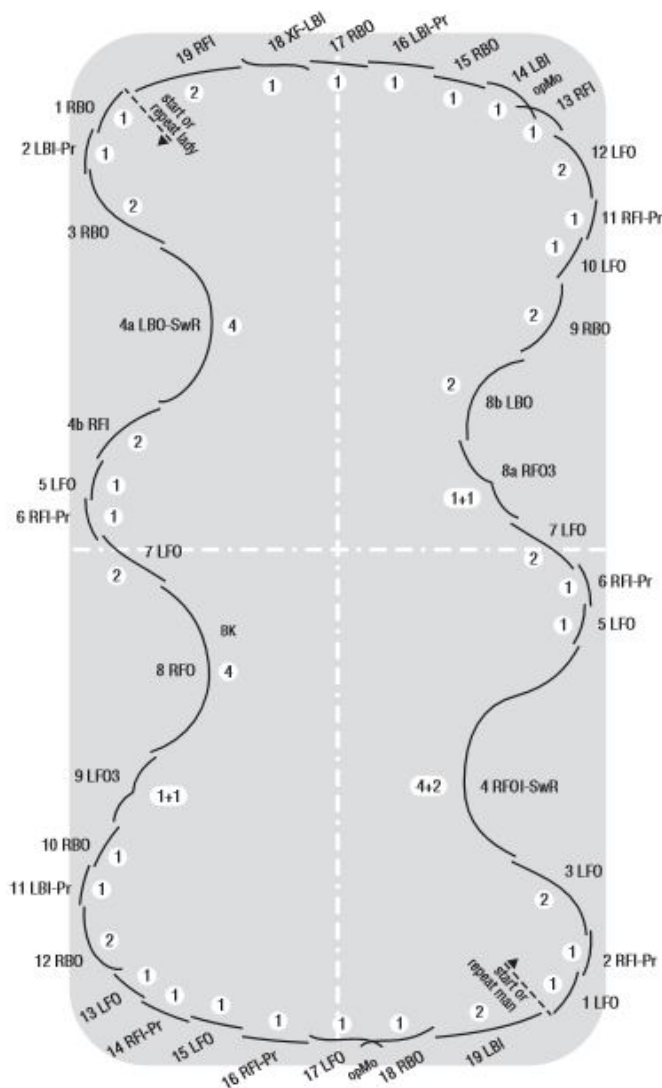 18 XF-LBI
17 RBO
16 LBI-Pr
19 RFI
15 RBO
14 LBI
opMo
13 RFI
2
1
1
1
1
1
1
1 RBO
1
start or
repeat lady
2 LBI-Pr
1
12 LFO
2
11 RFI-Pr
1
2
3 RBO
1
10 LFO
4a LBO-SwR
4
2
9 RBO
2
8b LBO
4b RFI
2
8a RFO3
5 LFO
1
1+1
6 RFI-Pr
1
7 LFO
7 LFO
2
2
6 RFI-Pr
1
BK
1
5 LFO
8 RFO
4
9 LFO3
1+1
4+2
4 RFOI-SwR
10 RBO
1
3 LFO
11 LBI-Pr
1
2
12 RBO
2
1
2 RFI-Pr
start or
repeat man
1
1 LFO
13 LFO
1
1
1
1
1
1
2
14 RFI-Pr
15 LFO
16 RFI-Pr
17 LFO
opMo
18 RBO
19 LBI